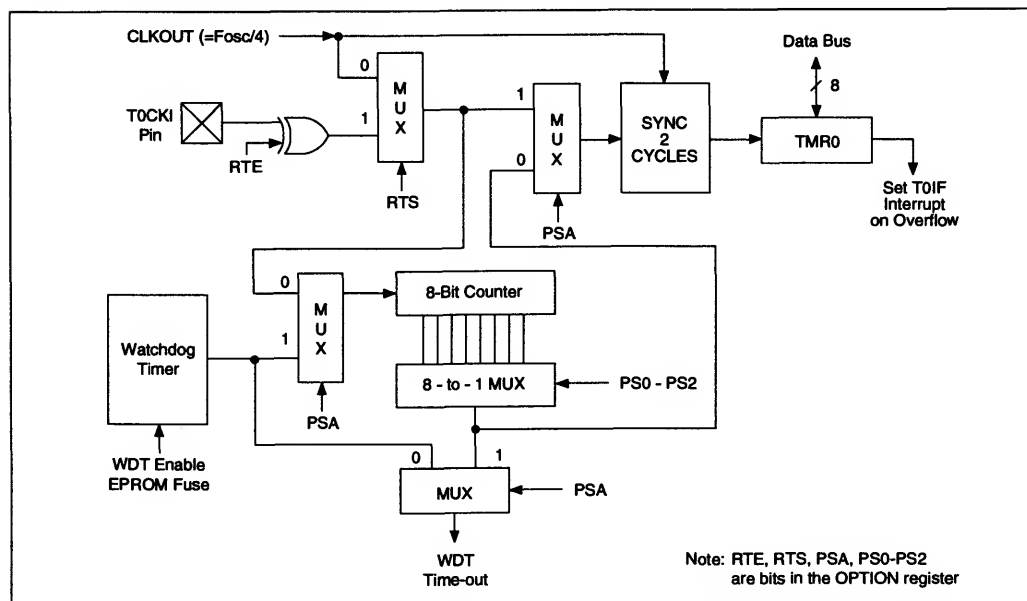 CLKOUT (=Fosc/4)
Data Bus
8
0
MUX
1
1
MUX
0
T0CKI
Pin
RTE
RTS
PSA
SYNC
2
CYCLES
TMR0
Set T0IF
Interrupt
on Overflow
0
MUX
1
8-Bit Counter
Watchdog
Timer
8 - to - 1 MUX
PS0 - PS2
PSA
WDT Enable
EPROM Fuse
0
1
MUX
PSA
WDT
Time-out
Note: RTE, RTS, PSA, PS0-PS2
are bits in the OPTION register